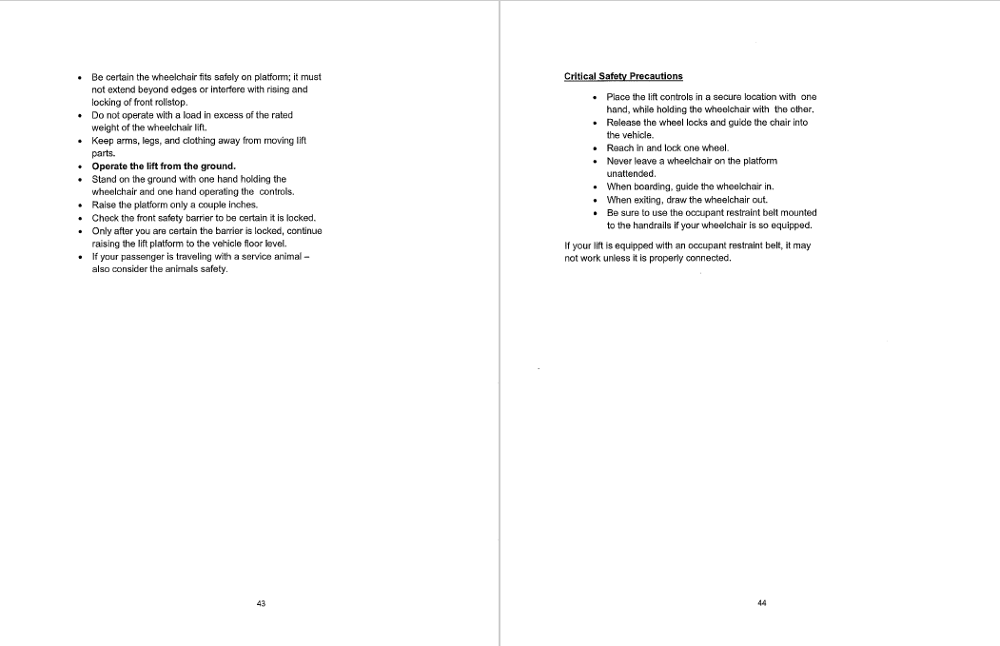 • Be certain the wheelchair fits safely on platform; it must
not extend beyond edges or interfere with rising and
locking of front rollstop.
• Do not operate with a load in excess of the rated
weight of the wheelchair lift.
• Keep arms, legs, and clothing away from moving lift
parts.
• Operate the lift from the ground.
• Stand on the ground with one hand holding the
wheelchair and one hand operating the controls.
• Raise the platform only a couple inches.
• Check the front safety barrier to be certain it is locked.
• Only after you are certain the barrier is locked, continue
raising the lift platform to the vehicle floor level.
• If your passenger is traveling with a service animal –
also consider the animals safety.
43
Critical Safety Precautions
• Place the lift controls in a secure location with one
hand, while holding the wheelchair with the other.
• Release the wheel locks and guide the chair into
the vehicle.
• Reach in and lock one wheel.
• Never leave a wheelchair on the platform
unattended.
• When boarding, guide the wheelchair in.
• When exiting, draw the wheelchair out.
• Be sure to use the occupant restraint belt mounted
to the handrails if your wheelchair is so equipped.
If your lift is equipped with an occupant restraint belt, it may
not work unless it is properly connected.
44